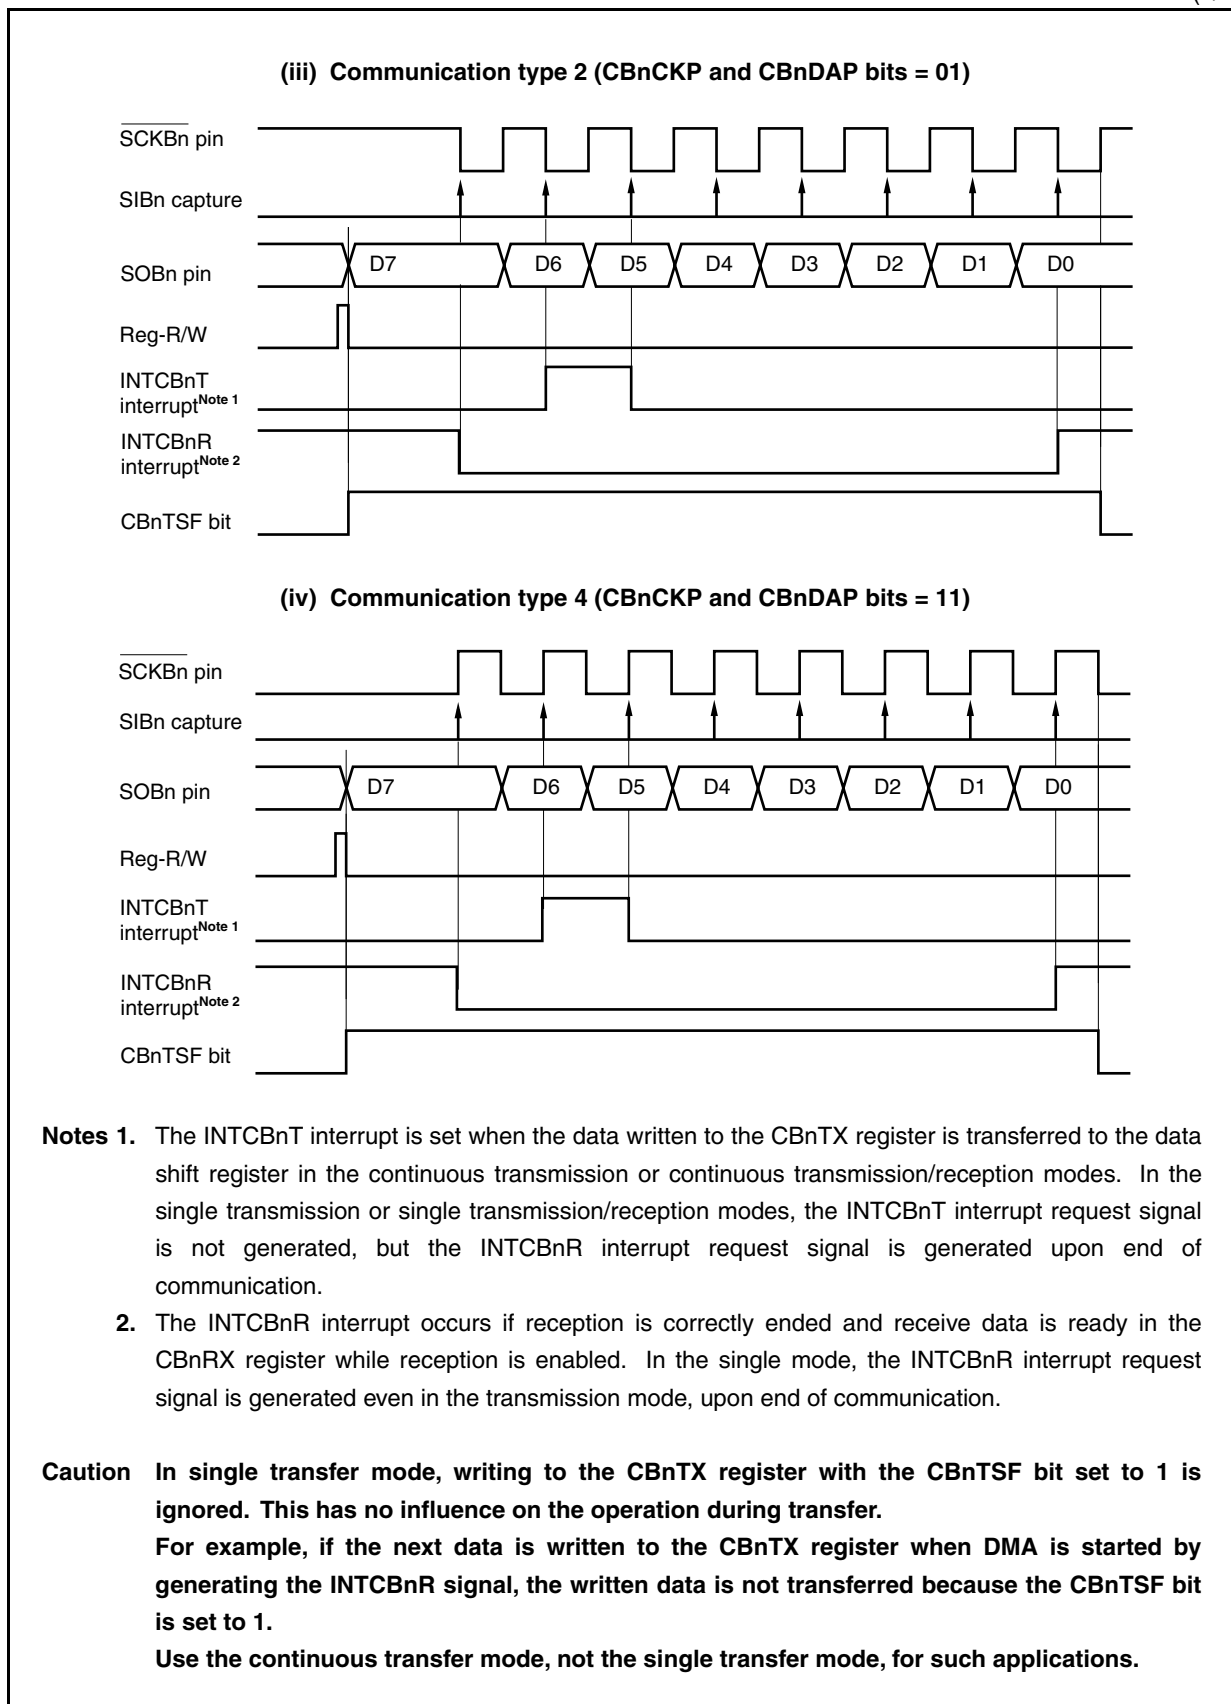 (iii) Communication type 2 (CBnCKP and CBnDAP bits = 01)
SCKBn pin
SIBn capture
SOBn pin D7 D6 D5 D4 D3 D2 D1 D0
Reg-R/W
INTCBnT
interruptNote 1
INTCBnR
interruptNote 2
CBnTSF bit
(iv) Communication type 4 (CBnCKP and CBnDAP bits = 11)
SCKBn pin
SIBn capture
SOBn pin D7 D6 D5 D4 D3 D2 D1 D0
Reg-R/W
INTCBnT
interruptNote 1
INTCBnR
interruptNote 2
CBnTSF bit
Notes 1. The INTCBnT interrupt is set when the data written to the CBnTX register is transferred to the data
shift register in the continuous transmission or continuous transmission/reception modes. In the
single transmission or single transmission/reception modes, the INTCBnT interrupt request signal
is not generated, but the INTCBnR interrupt request signal is generated upon end of
communication.
2. The INTCBnR interrupt occurs if reception is correctly ended and receive data is ready in the
CBnRX register while reception is enabled. In the single mode, the INTCBnR interrupt request
signal is generated even in the transmission mode, upon end of communication.
Caution In single transfer mode, writing to the CBnTX register with the CBnTSF bit set to 1 is
ignored. This has no influence on the operation during transfer.
For example, if the next data is written to the CBnTX register when DMA is started by
generating the INTCBnR signal, the written data is not transferred because the CBnTSF bit
is set to 1.
Use the continuous transfer mode, not the single transfer mode, for such applications.